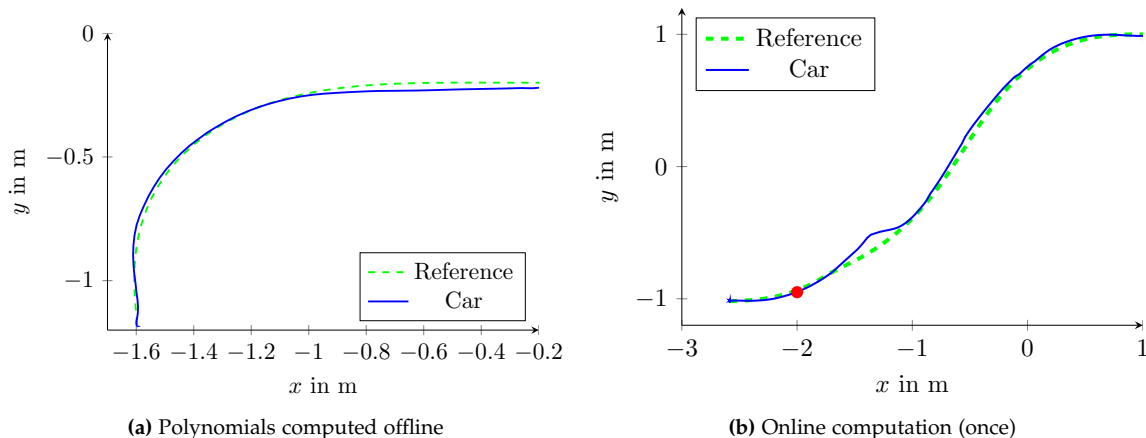 0
−0.5
−1
y in m
−1.6 −1.4 −1.2 −1 −0.8 −0.6 −0.4 −0.2
x in m
Reference
Car
(a) Polynomials computed offline
Reference
Car
1
0
−1
y in m
−3 −2 −1 0 1
x in m
(b) Online computation (once)